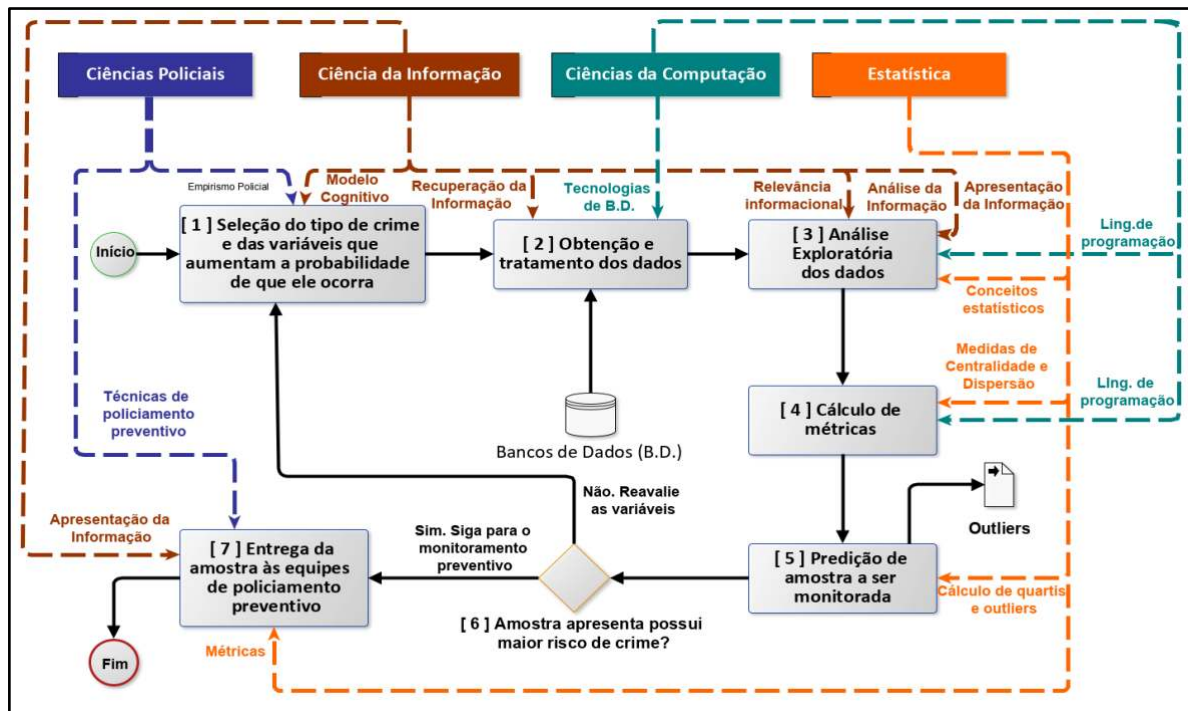 Ciências Policiais
Ciência da Informação
Ciências da Computação
Estatística
Empirismo Policial
Modelo
Cognitivo
Recuperação da
Informação
Tecnologias
de B.D.
Relevância
informacional
Análise da
Informação
Apresentação
da Informação
Início
[ 1 ] Seleção do tipo de crime
e das variáveis que
aumentam a probabilidade
de que ele ocorra
[ 2 ] Obtenção e
tratamento dos dados
[ 3 ] Análise
Exploratória
dos dados
Ling.de
programação
Conceitos
estatísticos
Medidas de
Centralidade e
Dispersão
LIng. de
programação
[ 4 ] Cálculo de
métricas
Técnicas de
policiamento
preventivo
Bancos de Dados (B.D.)
Não. Reavalie
as variáveis
Outliers
Apresentação da
Informação
[ 7 ] Entrega da
amostra às equipes
de policiamento
preventivo
Sim. Siga para o
monitoramento
preventivo
[ 5 ] Predição de
amostra a ser
monitorada
Cálculo de quartis
e outliers
[ 6 ] Amostra apresenta possui
maior risco de crime?
Métricas
Fim